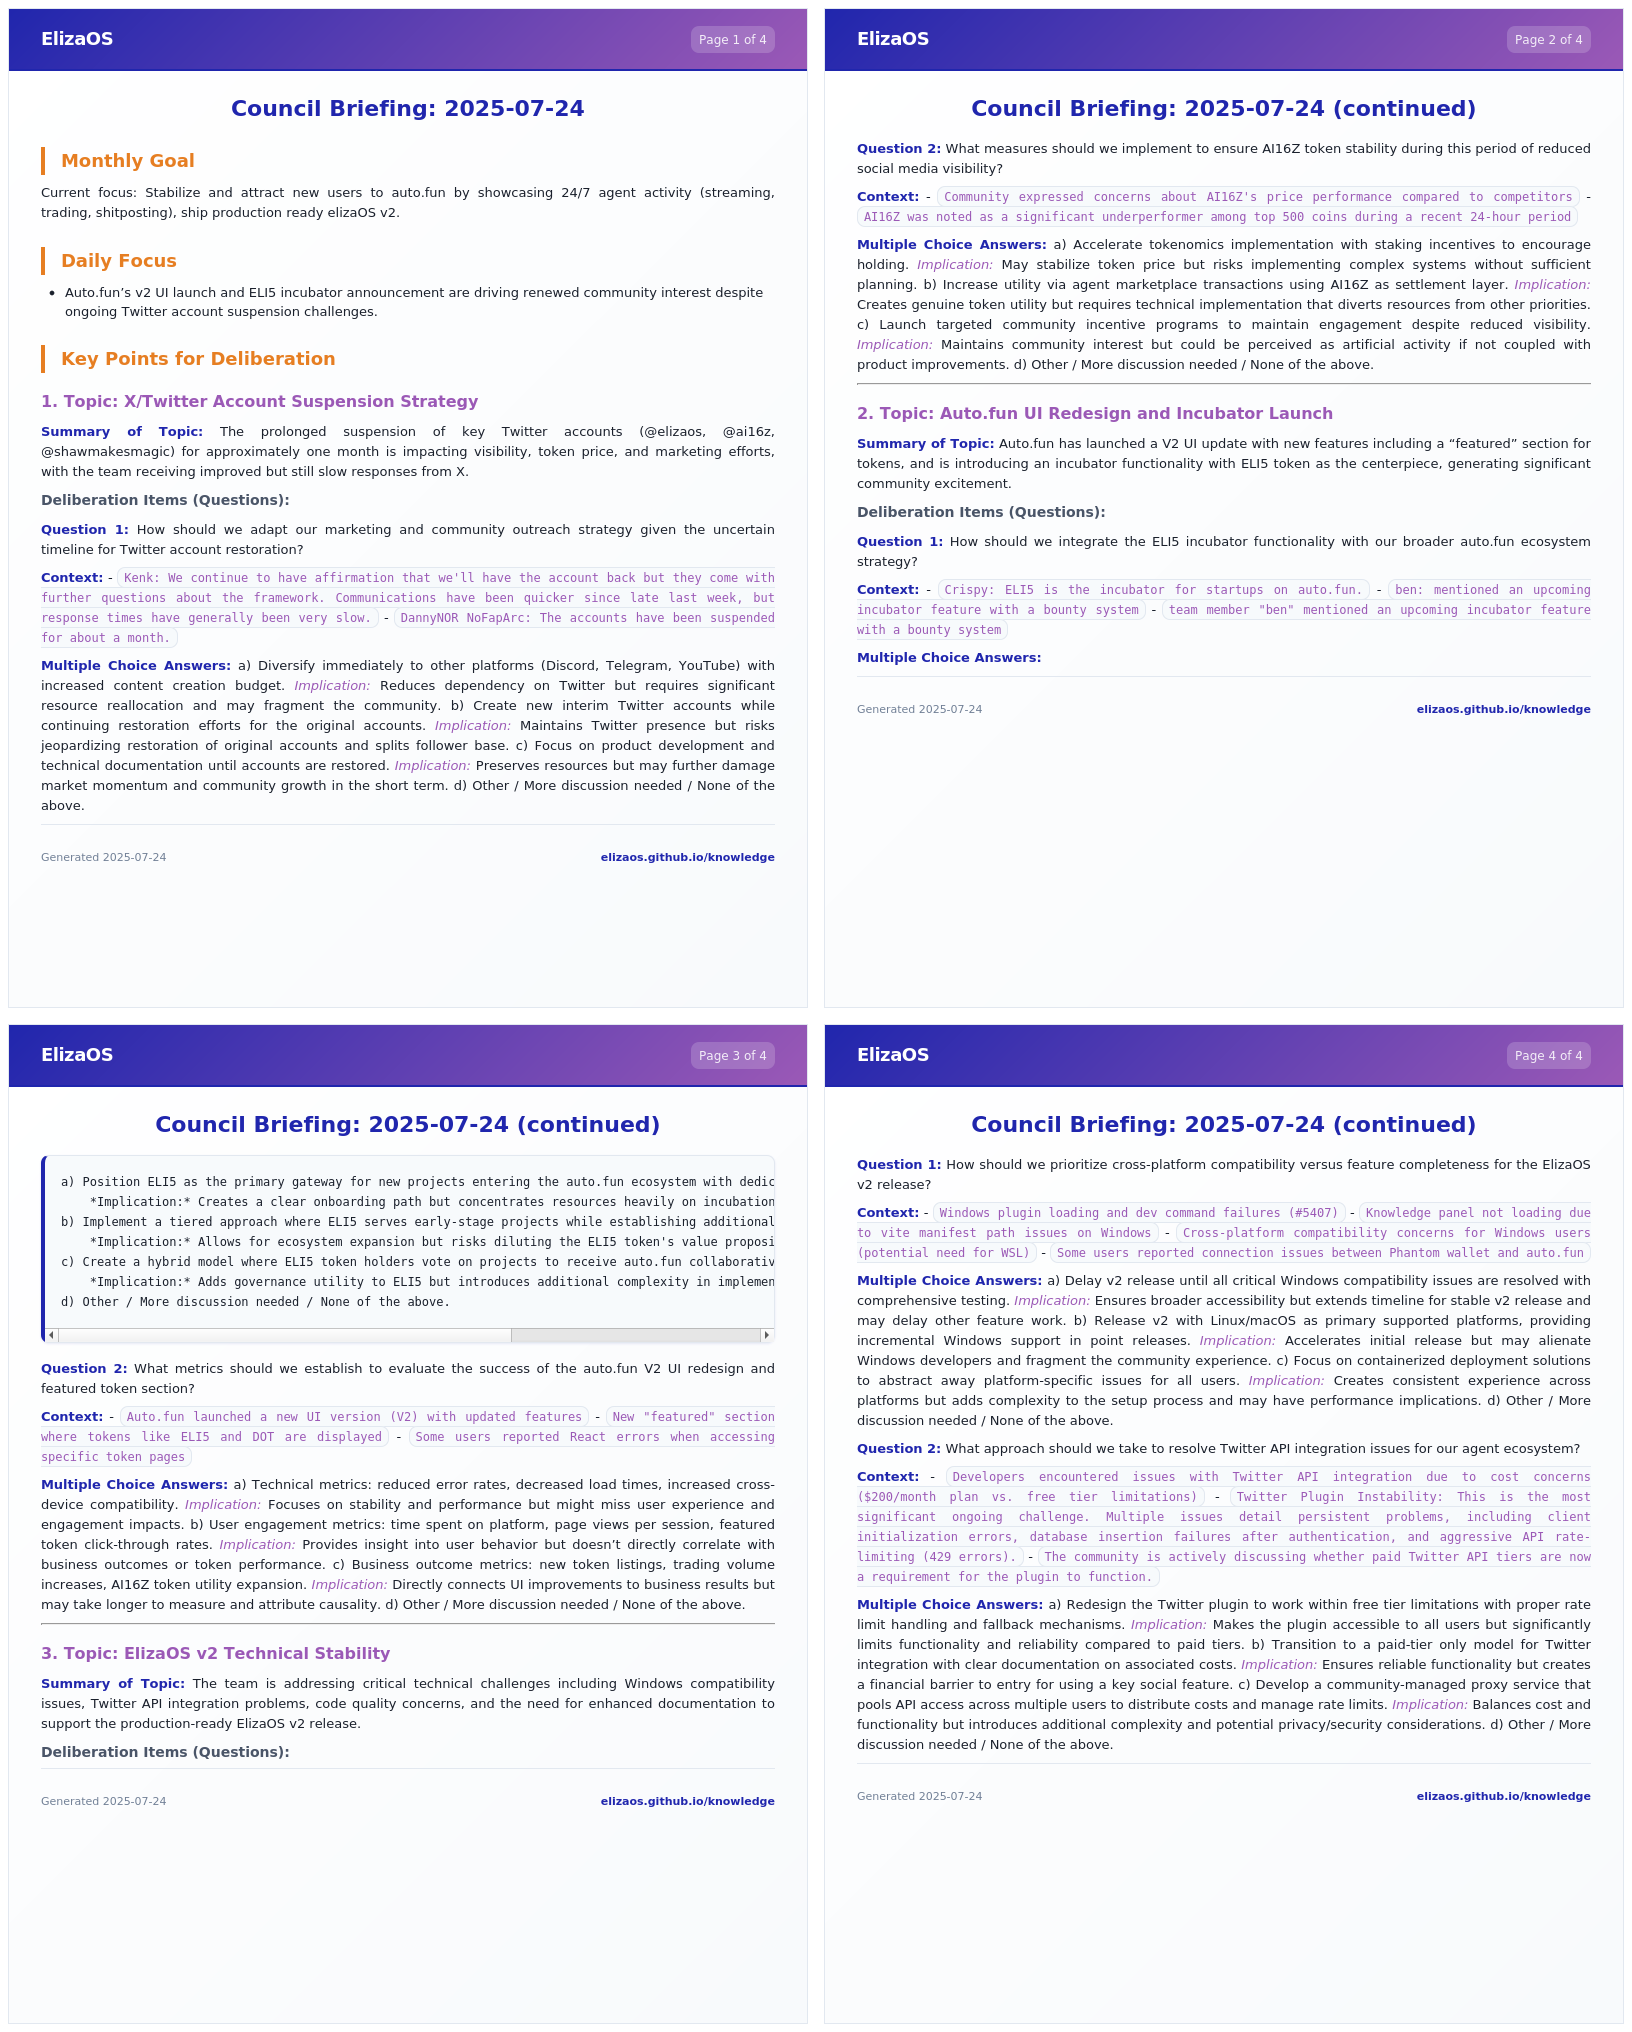 ElizaOS
Page 1 of 4
Council Briefing: 2025-07-24
Monthly Goal
Current focus: Stabilize and attract new users to auto.fun by showcasing 24/7 agent activity (streaming,
trading, shitposting), ship production ready elizaOS v2.
Daily Focus
• Auto.fun’s v2 UI launch and ELI5 incubator announcement are driving renewed community interest despite
ongoing Twitter account suspension challenges.
Key Points for Deliberation
1. Topic: X/Twitter Account Suspension Strategy
Summary of Topic: The prolonged suspension of key Twitter accounts (@elizaos, @ai16z,
@shawmakesmagic) for approximately one month is impacting visibility, token price, and marketing efforts,
with the team receiving improved but still slow responses from X.
Deliberation Items (Questions):
Question 1: How should we adapt our marketing and community outreach strategy given the uncertain
timeline for Twitter account restoration?
Context: - Kenk: We continue to have affirmation that we'll have the account back but they come with
further questions about the framework. Communications have been quicker since late last week, but
response times have generally been very slow. - DannyNOR NoFapArc: The accounts have been suspended
for about a month.
Multiple Choice Answers: a) Diversify immediately to other platforms (Discord, Telegram, YouTube) with
increased content creation budget. Implication: Reduces dependency on Twitter but requires significant
resource reallocation and may fragment the community. b) Create new interim Twitter accounts while
continuing restoration efforts for the original accounts. Implication: Maintains Twitter presence but risks
jeopardizing restoration of original accounts and splits follower base. c) Focus on product development and
technical documentation until accounts are restored. Implication: Preserves resources but may further damage
market momentum and community growth in the short term. d) Other / More discussion needed / None of the
above.
Generated 2025-07-24
elizaos.github.io/knowledge
ElizaOS
Page 2 of 4
Council Briefing: 2025-07-24 (continued)
Question 2: What measures should we implement to ensure AI16Z token stability during this period of reduced
social media visibility?
Context: - Community expressed concerns about AI16Z's price performance compared to competitors -
AI16Z was noted as a significant underperformer among top 500 coins during a recent 24-hour period
Multiple Choice Answers: a) Accelerate tokenomics implementation with staking incentives to encourage
holding. Implication: May stabilize token price but risks implementing complex systems without sufficient
planning. b) Increase utility via agent marketplace transactions using AI16Z as settlement layer. Implication:
Creates genuine token utility but requires technical implementation that diverts resources from other priorities.
c) Launch targeted community incentive programs to maintain engagement despite reduced visibility.
Implication: Maintains community interest but could be perceived as artificial activity if not coupled with
product improvements. d) Other / More discussion needed / None of the above.
2. Topic: Auto.fun UI Redesign and Incubator Launch
Summary of Topic: Auto.fun has launched a V2 UI update with new features including a “featured” section for
tokens, and is introducing an incubator functionality with ELI5 token as the centerpiece, generating significant
community excitement.
Deliberation Items (Questions):
Question 1: How should we integrate the ELI5 incubator functionality with our broader auto.fun ecosystem
strategy?
Context: - Crispy: ELI5 is the incubator for startups on auto.fun. - ben: mentioned an upcoming
incubator feature with a bounty system - team member "ben" mentioned an upcoming incubator feature
with a bounty system
Multiple Choice Answers:
Generated 2025-07-24
elizaos.github.io/knowledge
ElizaOS
Page 3 of 4
Council Briefing: 2025-07-24 (continued)
a) Position ELI5 as the primary gateway for new projects entering the auto.fun ecosystem with dedic
*Implication:* Creates a clear onboarding path but concentrates resources heavily on incubation
b) Implement a tiered approach where ELI5 serves early-stage projects while establishing additional
*Implication:* Allows for ecosystem expansion but risks diluting the ELI5 token's value proposi
c) Create a hybrid model where ELI5 token holders vote on projects to receive auto.fun collaborativ
*Implication:* Adds governance utility to ELI5 but introduces additional complexity in implemen
d) Other / More discussion needed / None of the above.
Question 2: What metrics should we establish to evaluate the success of the auto.fun V2 UI redesign and
featured token section?
Context: - Auto.fun launched a new UI version (V2) with updated features - New "featured" section
where tokens like ELI5 and DOT are displayed - Some users reported React errors when accessing
specific token pages
Multiple Choice Answers: a) Technical metrics: reduced error rates, decreased load times, increased cross-
device compatibility. Implication: Focuses on stability and performance but might miss user experience and
engagement impacts. b) User engagement metrics: time spent on platform, page views per session, featured
token click-through rates. Implication: Provides insight into user behavior but doesn’t directly correlate with
business outcomes or token performance. c) Business outcome metrics: new token listings, trading volume
increases, AI16Z token utility expansion. Implication: Directly connects UI improvements to business results but
may take longer to measure and attribute causality. d) Other / More discussion needed / None of the above.
3. Topic: ElizaOS v2 Technical Stability
Summary of Topic: The team is addressing critical technical challenges including Windows compatibility
issues, Twitter API integration problems, code quality concerns, and the need for enhanced documentation to
support the production-ready ElizaOS v2 release.
Deliberation Items (Questions):
Generated 2025-07-24
elizaos.github.io/knowledge
ElizaOS
Page 4 of 4
Council Briefing: 2025-07-24 (continued)
Question 1: How should we prioritize cross-platform compatibility versus feature completeness for the ElizaOS
v2 release?
Context: - Windows plugin loading and dev command failures (#5407) - Knowledge panel not loading due
to vite manifest path issues on Windows - Cross-platform compatibility concerns for Windows users
(potential need for WSL) - Some users reported connection issues between Phantom wallet and auto.fun
Multiple Choice Answers: a) Delay v2 release until all critical Windows compatibility issues are resolved with
comprehensive testing. Implication: Ensures broader accessibility but extends timeline for stable v2 release and
may delay other feature work. b) Release v2 with Linux/macOS as primary supported platforms, providing
incremental Windows support in point releases. Implication: Accelerates initial release but may alienate
Windows developers and fragment the community experience. c) Focus on containerized deployment solutions
to abstract away platform-specific issues for all users. Implication: Creates consistent experience across
platforms but adds complexity to the setup process and may have performance implications. d) Other / More
discussion needed / None of the above.
Question 2: What approach should we take to resolve Twitter API integration issues for our agent ecosystem?
Context: - Developers encountered issues with Twitter API integration due to cost concerns
($200/month plan vs. free tier limitations) - Twitter Plugin Instability: This is the most
significant ongoing challenge. Multiple issues detail persistent problems, including client
initialization errors, database insertion failures after authentication, and aggressive API rate-
limiting (429 errors). - The community is actively discussing whether paid Twitter API tiers are now
a requirement for the plugin to function.
Multiple Choice Answers: a) Redesign the Twitter plugin to work within free tier limitations with proper rate
limit handling and fallback mechanisms. Implication: Makes the plugin accessible to all users but significantly
limits functionality and reliability compared to paid tiers. b) Transition to a paid-tier only model for Twitter
integration with clear documentation on associated costs. Implication: Ensures reliable functionality but creates
a financial barrier to entry for using a key social feature. c) Develop a community-managed proxy service that
pools API access across multiple users to distribute costs and manage rate limits. Implication: Balances cost and
functionality but introduces additional complexity and potential privacy/security considerations. d) Other / More
discussion needed / None of the above.
Generated 2025-07-24
elizaos.github.io/knowledge